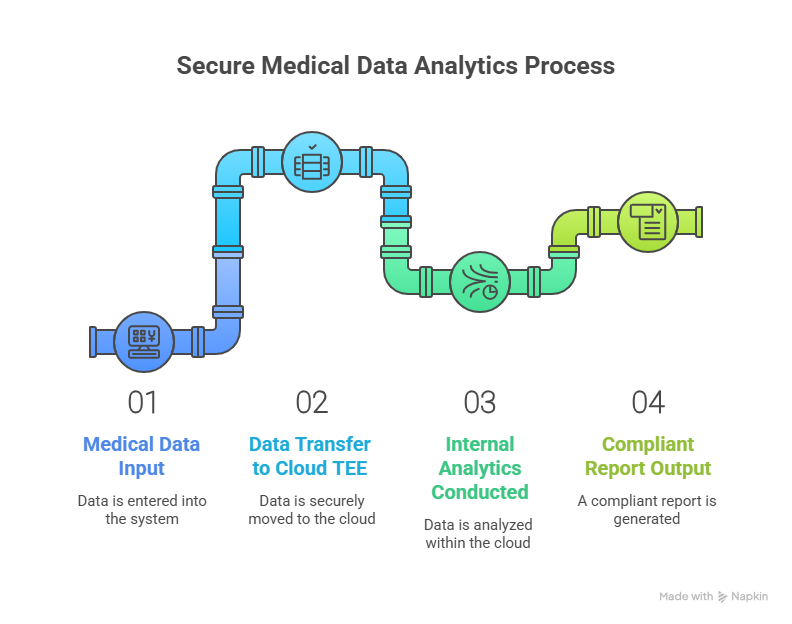 Secure Medical Data Analytics Process
01
Medical Data
Input
Data is entered into
the system
02
Data Transfer
to Cloud TEE
Data is securely
moved to the cloud
03
Internal
Analytics
Conducted
Data is analyzed
within the cloud
04
Compliant
Report Output
A compliant report is
generated
Made with Napkin